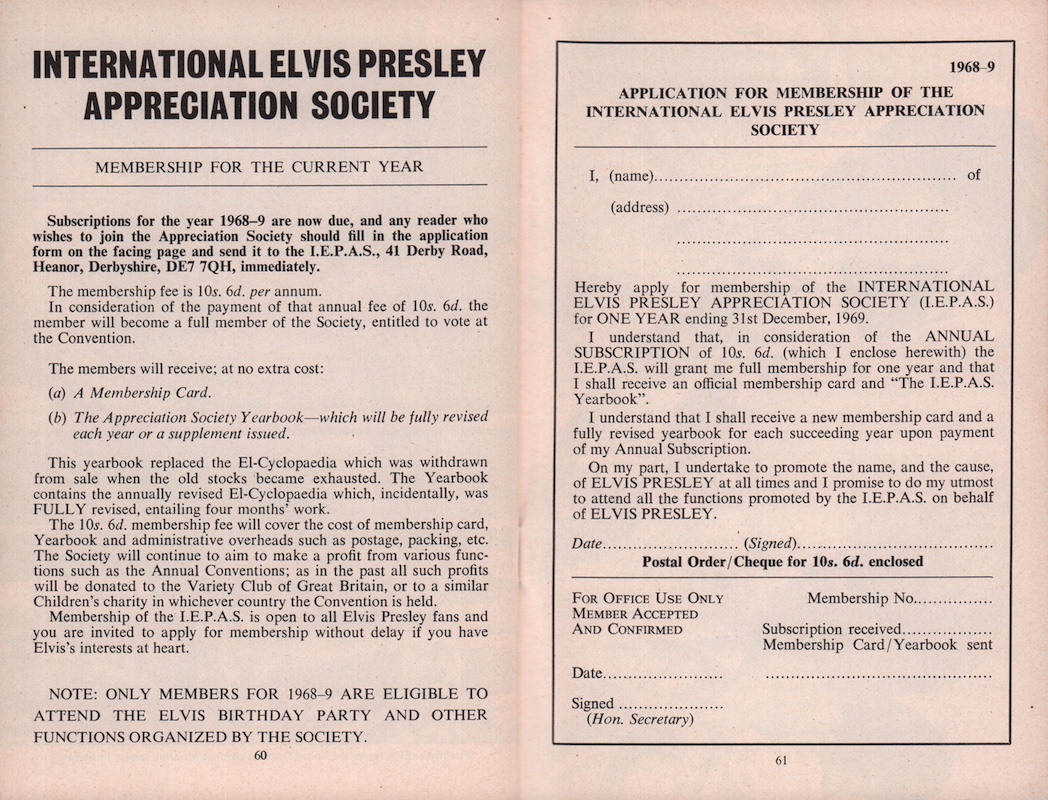 INTERNATIONAL ELVIS PRESLEY
APPRECIATION SOCIETY
MEMBERSHIP FOR THE CURRENT YEAR
Subscriptions for the year 1968–9 are now due, and any reader who
wishes to join the Appreciation Society should fill in the application
form on the facing page and send it to the I.E.P.A.S., 41 Derby Road,
Heanor, Derbyshire, DE7 7QH, immediately.
The membership fee is 10s. 6d. per annum.
In consideration of the payment of that annual fee of 10s. 6d. the
member will become a full member of the Society, entitled to vote at
the Convention.
The members will receive; at no extra cost:
(a) A Membership Card.
(b) The Appreciation Society Yearbook—which will be fully revised
each year or a supplement issued.
This yearbook replaced the El-Cyclopaedia which was withdrawn
from sale when the old stocks became exhausted. The Yearbook
contains the annually revised El-Cyclopaedia which, incidentally, was
FULLY revised, entailing four months' work.
The 10s. 6d. membership fee will cover the cost of membership card,
Yearbook and administrative overheads such as postage, packing, etc.
The Society will continue to aim to make a profit from various func-
tions such as the Annual Conventions; as in the past all such profits
will be donated to the Variety Club of Great Britain, or to a similar
Children's charity in whichever country the Convention is held.
Membership of the I.E.P.A.S. is open to all Elvis Presley fans and
you are invited to apply for membership without delay if you have
Elvis's interests at heart.
NOTE: ONLY MEMBERS FOR 1968–9 ARE ELIGIBLE TO
ATTEND THE ELVIS BIRTHDAY PARTY AND OTHER
FUNCTIONS ORGANIZED BY THE SOCIETY.
60
1968–9
APPLICATION FOR MEMBERSHIP OF THE
INTERNATIONAL ELVIS PRESLEY APPRECIATION
SOCIETY
I, (name)........................................................ of
(address) ..................................................
..................................................
..................................................
Hereby apply for membership of the INTERNATIONAL
ELVIS PRESLEY APPRECIATION SOCIETY (I.E.P.A.S.)
for ONE YEAR ending 31st December, 1969.
I understand that, in consideration of the ANNUAL
SUBSCRIPTION of 10s. 6d. (which I enclose herewith) the
I.E.P.A.S. will grant me full membership for one year and that
I shall receive an official membership card and "The I.E.P.A.S.
Yearbook".
I understand that I shall receive a new membership card and a
fully revised yearbook for each succeeding year upon payment
of my Annual Subscription.
On my part, I undertake to promote the name, and the cause,
of ELVIS PRESLEY at all times and I promise to do my utmost
to attend all the functions promoted by the I.E.P.A.S. on behalf
of ELVIS PRESLEY.
Date......................... (Signed)....................................
Postal Order/Cheque for 10s. 6d. enclosed
FOR OFFICE USE ONLY
MEMBER ACCEPTED
AND CONFIRMED
Date......................
Signed ...................
(Hon. Secretary)
Membership No..............
Subscription received.................
Membership Card/Yearbook sent
..........................................
61